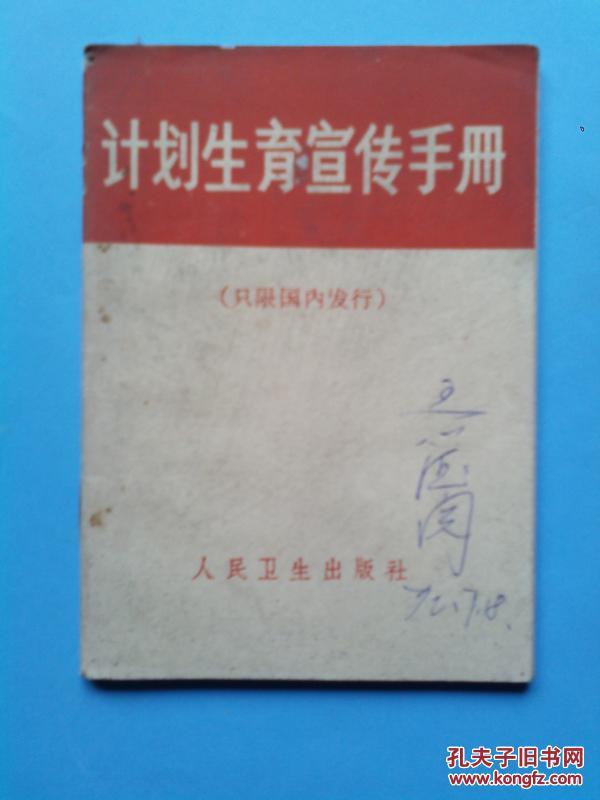 计划生育宣传手册
（只限国内发行）
人民卫生出版社
72.7.8.
孔夫子旧书网
www.kongfz.com